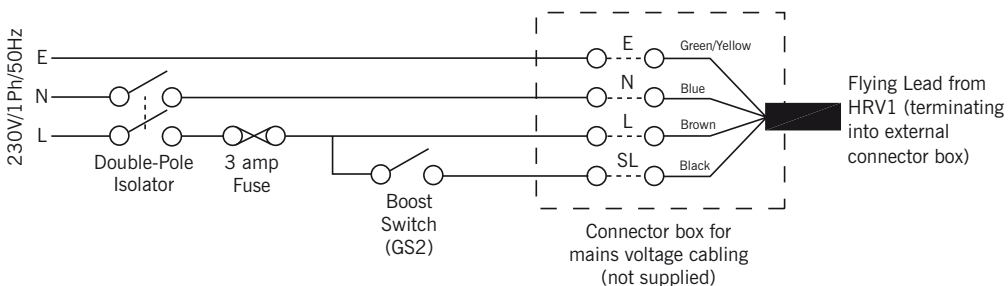 230V/1Ph/50Hz
E
N
L
Double-Pole
Isolator
3 amp
Fuse
Boost
Switch
(GS2)
E
N
L
SL
Green/Yellow
Blue
Brown
Black
Connector box for
mains voltage cabling
(not supplied)
Flying Lead from
HRV1 (terminating
into external
connector box)